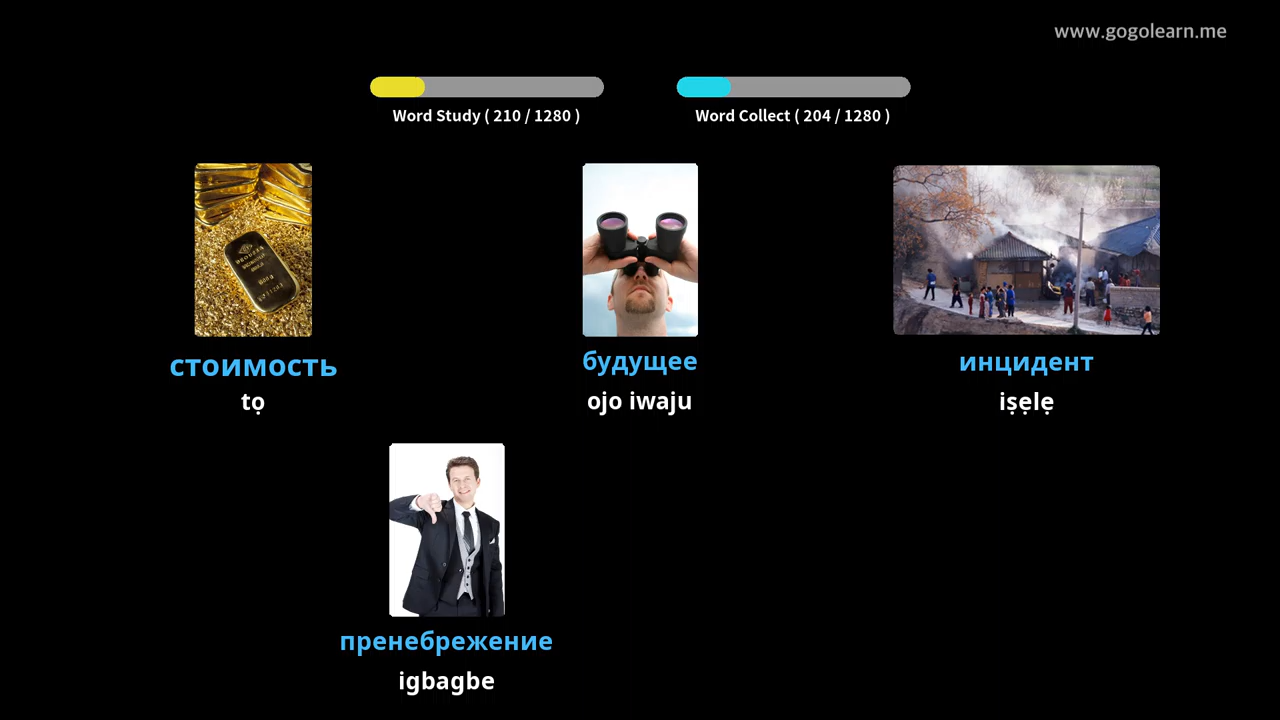 www.gogolearn.me
Word Study ( 210 / 1280 )
Word Collect ( 204 / 1280 )
стоимость
tọ
будущее
ojo iwaju
инцидент
iṣẹlẹ
пренебрежение
igbagbe